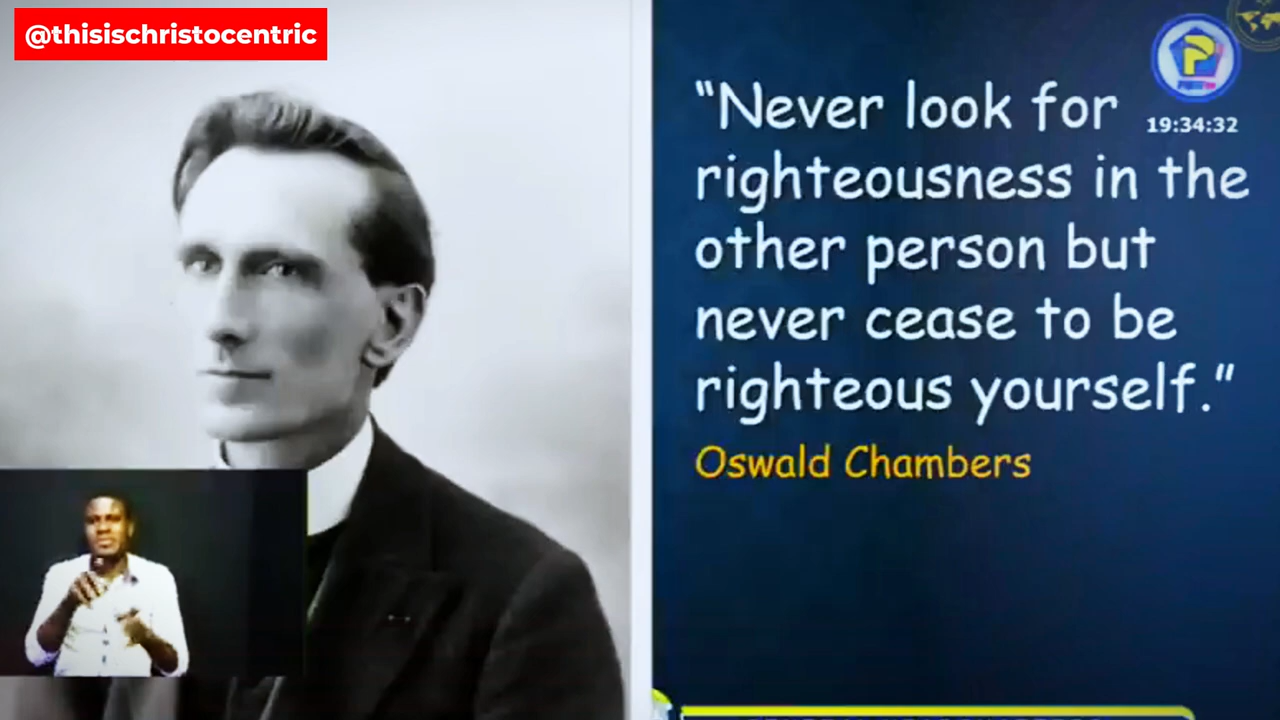 @thisischristocentric
“Never look for
righteousness in the
other person but
never cease to be
righteous yourself.”
Oswald Chambers
P
19:34:32